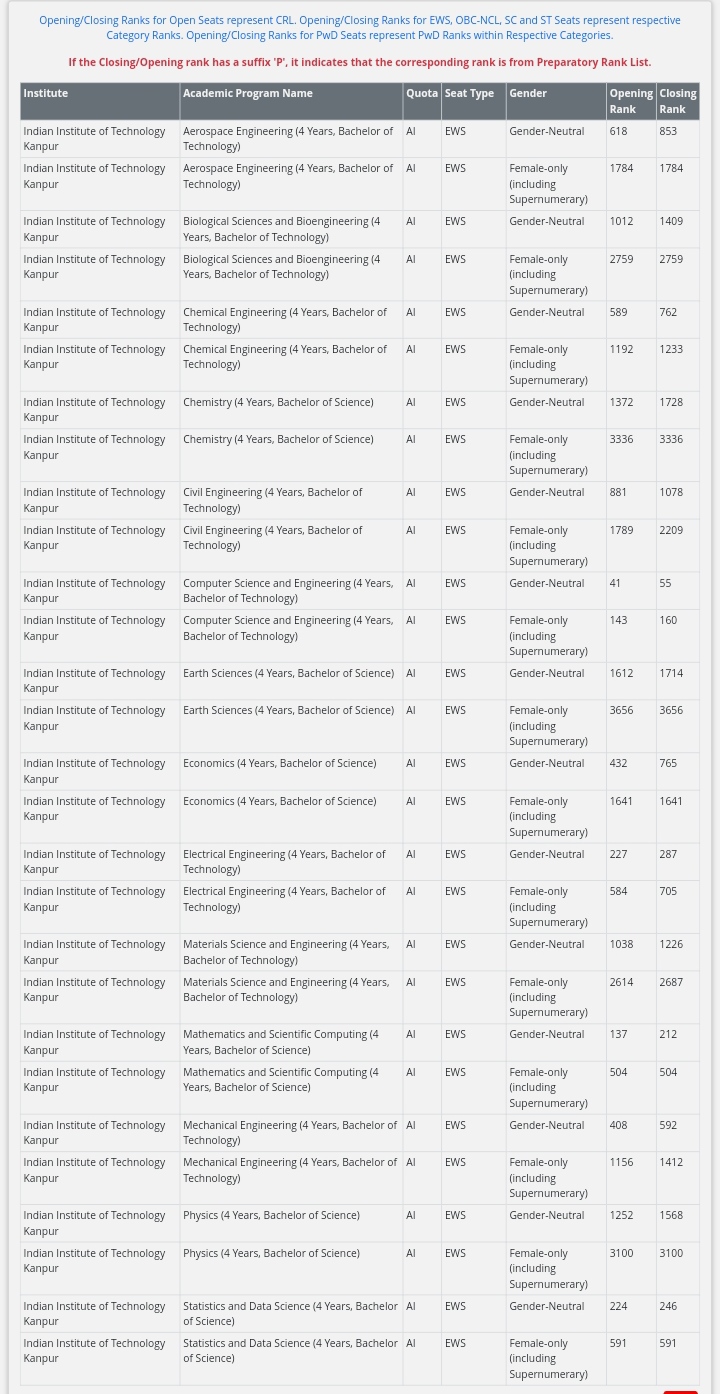 Opening/Closing Ranks for Open Seats represent CRL. Opening/Closing Ranks for EWS, OBC-NCL, SC and ST Seats represent respective
Category Ranks. Opening/Closing Ranks for PwD Seats represent PwD Ranks within Respective Categories.
If the Closing/Opening rank has a suffix 'P', it indicates that the corresponding rank is from Preparatory Rank List.
Institute Academic Program Name Quota Seat Type Gender Opening Closing
Rank Rank
Indian Institute of Technology Aerospace Engineering (4 Years, Bachelor of AI EWS Gender-Neutral 618 853
Kanpur Technology)
Indian Institute of Technology Aerospace Engineering (4 Years, Bachelor of AI EWS Female-only 1784 1784
Kanpur Technology) (including
Supernumerary)
Indian Institute of Technology Biological Sciences and Bioengineering (4 AI EWS Gender-Neutral 1012 1409
Kanpur Years, Bachelor of Technology)
Indian Institute of Technology Biological Sciences and Bioengineering (4 AI EWS Female-only 2759 2759
Kanpur Years, Bachelor of Technology) (including
Supernumerary)
Indian Institute of Technology Chemical Engineering (4 Years, Bachelor of AI EWS Gender-Neutral 589 762
Kanpur Technology)
Indian Institute of Technology Chemical Engineering (4 Years, Bachelor of AI EWS Female-only 1192 1233
Kanpur Technology) (including
Supernumerary)
Indian Institute of Technology Chemistry (4 Years, Bachelor of Science) AI EWS Gender-Neutral 1372 1728
Kanpur
Indian Institute of Technology Chemistry (4 Years, Bachelor of Science) AI EWS Female-only 3336 3336
Kanpur (including
Supernumerary)
Indian Institute of Technology Civil Engineering (4 Years, Bachelor of AI EWS Gender-Neutral 881 1078
Kanpur Technology)
Indian Institute of Technology Civil Engineering (4 Years, Bachelor of AI EWS Female-only 1789 2209
Kanpur Technology) (including
Supernumerary)
Indian Institute of Technology Computer Science and Engineering (4 Years, AI EWS Gender-Neutral 41 55
Kanpur Bachelor of Technology)
Indian Institute of Technology Computer Science and Engineering (4 Years, AI EWS Female-only 143 160
Kanpur Bachelor of Technology) (including
Supernumerary)
Indian Institute of Technology Earth Sciences (4 Years, Bachelor of Science) AI EWS Gender-Neutral 1612 1714
Kanpur
Indian Institute of Technology Earth Sciences (4 Years, Bachelor of Science) AI EWS Female-only 3656 3656
Kanpur (including
Supernumerary)
Indian Institute of Technology Economics (4 Years, Bachelor of Science) AI EWS Gender-Neutral 432 765
Kanpur
Indian Institute of Technology Economics (4 Years, Bachelor of Science) AI EWS Female-only 1641 1641
Kanpur (including
Supernumerary)
Indian Institute of Technology Electrical Engineering (4 Years, Bachelor of AI EWS Gender-Neutral 227 287
Kanpur Technology)
Indian Institute of Technology Electrical Engineering (4 Years, Bachelor of AI EWS Female-only 584 705
Kanpur Technology) (including
Supernumerary)
Indian Institute of Technology Materials Science and Engineering (4 Years, AI EWS Gender-Neutral 1038 1226
Kanpur Bachelor of Technology)
Indian Institute of Technology Materials Science and Engineering (4 Years, AI EWS Female-only 2614 2687
Kanpur Bachelor of Technology) (including
Supernumerary)
Indian Institute of Technology Mathematics and Scientific Computing (4 AI EWS Gender-Neutral 137 212
Kanpur Years, Bachelor of Science)
Indian Institute of Technology Mathematics and Scientific Computing (4 AI EWS Female-only 504 504
Kanpur Years, Bachelor of Science) (including
Supernumerary)
Indian Institute of Technology Mechanical Engineering (4 Years, Bachelor of AI EWS Gender-Neutral 408 592
Kanpur Technology)
Indian Institute of Technology Mechanical Engineering (4 Years, Bachelor of AI EWS Female-only 1156 1412
Kanpur Technology) (including
Supernumerary)
Indian Institute of Technology Physics (4 Years, Bachelor of Science) AI EWS Gender-Neutral 1252 1568
Kanpur
Indian Institute of Technology Physics (4 Years, Bachelor of Science) AI EWS Female-only 3100 3100
Kanpur (including
Supernumerary)
Indian Institute of Technology Statistics and Data Science (4 Years, Bachelor AI EWS Gender-Neutral 224 246
Kanpur of Science)
Indian Institute of Technology Statistics and Data Science (4 Years, Bachelor AI EWS Female-only 591 591
Kanpur of Science) (including
Supernumerary)